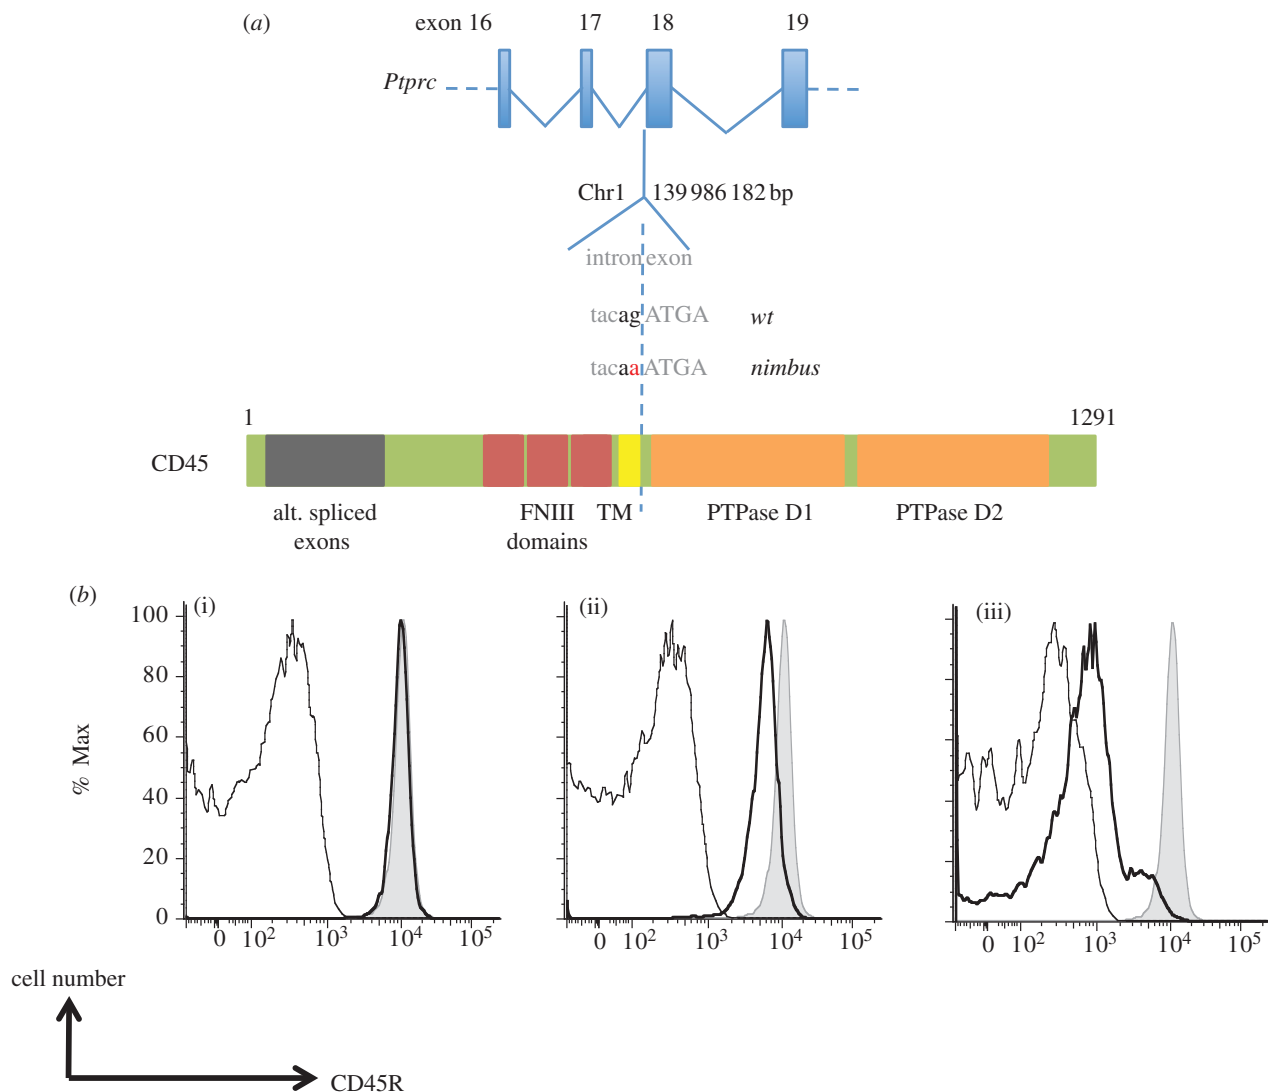 (a)
exon 16 17 18 19
Ptprc
Chr1 139 986 182 bp
intron exon
tacag ATGA wt
tacaa ATGA nimbus
1 1291
CD45
alt. spliced
exons
FNIII
domains
TM
PTPase D1
PTPase D2
(b)
(i)
(ii)
(iii)
% Max
100
80
60
40
20
0
0 10² 10³ 10⁴ 10⁵
0 10² 10³ 10⁴ 10⁵
0 10² 10³ 10⁴ 10⁵
cell number
CD45R